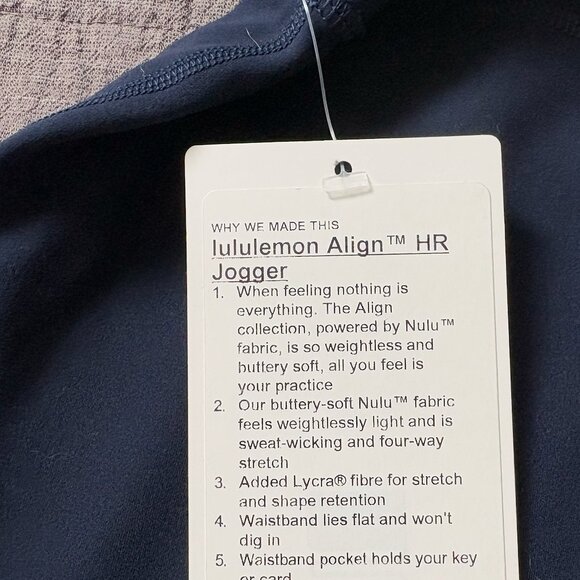 WHY WE MADE THIS
lululemon Align™ HR
Jogger
1. When feeling nothing is
everything. The Align
collection, powered by Nulu™
fabric, is so weightless and
buttery soft, all you feel is
your practice
2. Our buttery-soft Nulu™ fabric
feels weightlessly light and is
sweat-wicking and four-way
stretch
3. Added Lycra® fibre for stretch
and shape retention
4. Waistband lies flat and won't
dig in
5. Waistband pocket holds your key
or card